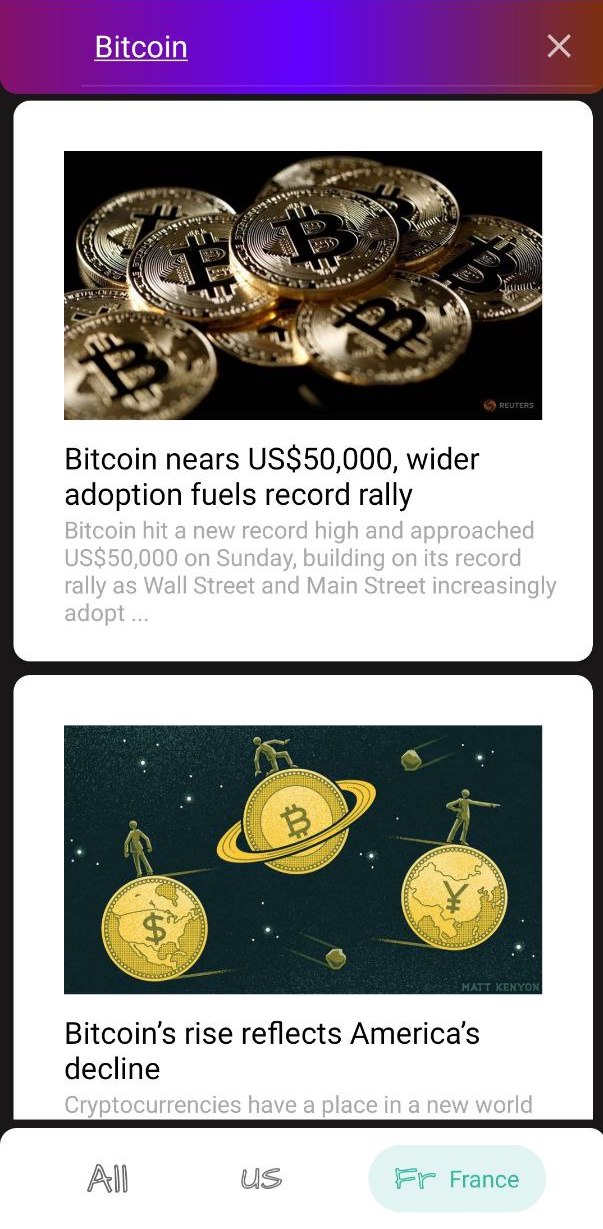 Bitcoin
REUTERS
Bitcoin nears US$50,000, wider
adoption fuels record rally
Bitcoin hit a new record high and approached
US$50,000 on Sunday, building on its record
rally as Wall Street and Main Street increasingly
adopt ...
$
¥
MATT KENYON
Bitcoin’s rise reflects America’s
decline
Cryptocurrencies have a place in a new world
All
US
Fr France